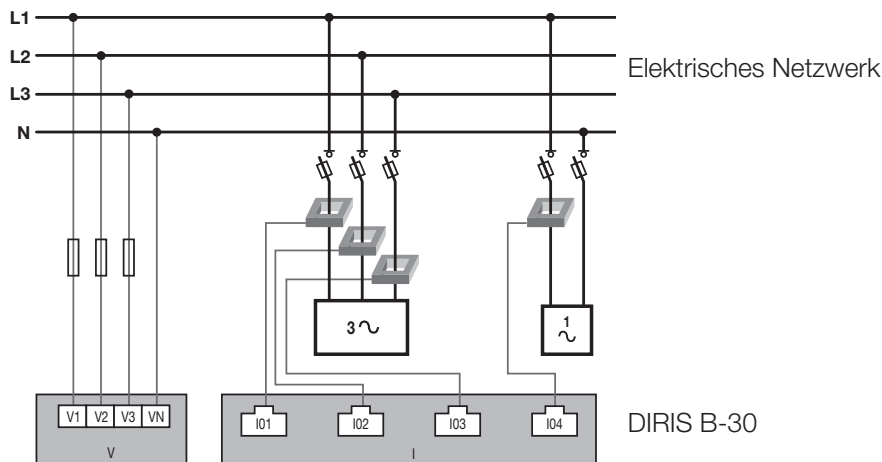 L1
L2
L3
N
Elektrisches Netzwerk
3
1
V1 V2 V3 VN
V
I01 I02 I03 I04
I
DIRIS B-30